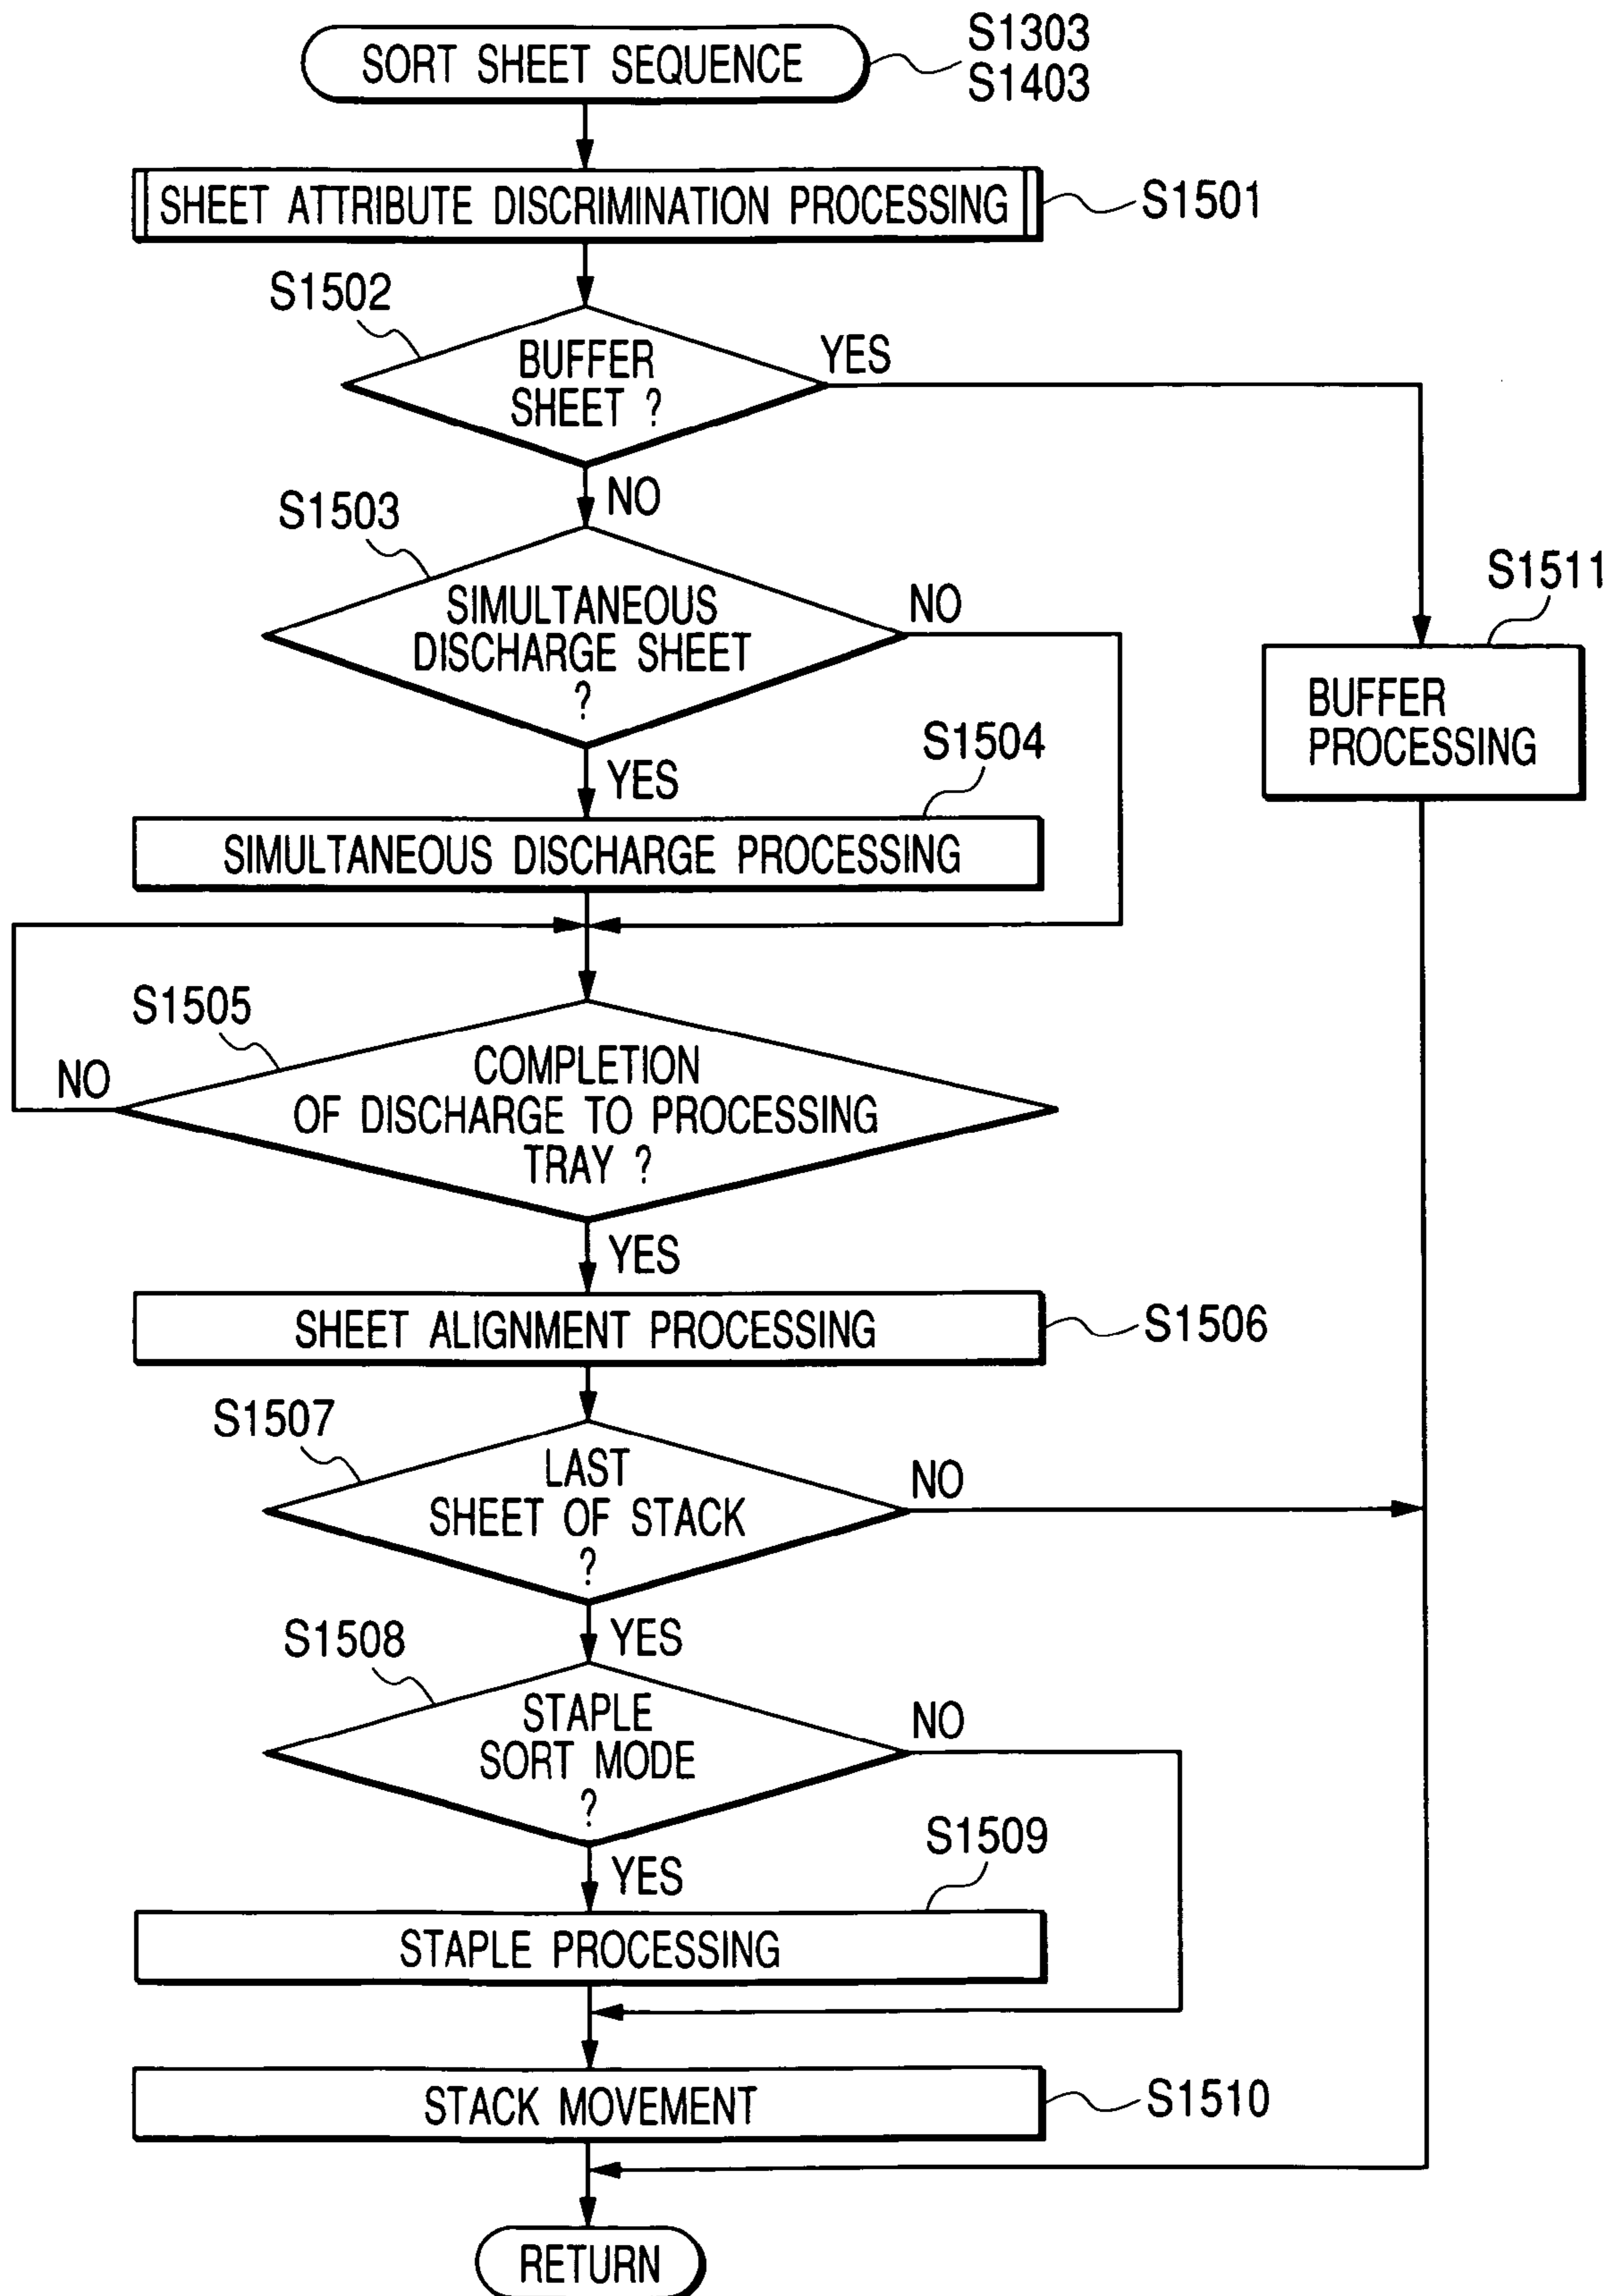 SORT SHEET SEQUENCE
S1303
S1403
SHEET ATTRIBUTE DISCRIMINATION PROCESSING
S1501
S1502
BUFFER
SHEET ?
YES
NO
S1503
SIMULTANEOUS
DISCHARGE SHEET
?
NO
S1511
BUFFER
PROCESSING
YES
S1504
SIMULTANEOUS DISCHARGE PROCESSING
S1505
NO
COMPLETION
OF DISCHARGE TO PROCESSING
TRAY ?
YES
SHEET ALIGNMENT PROCESSING
S1506
S1507
LAST
SHEET OF STACK
?
NO
YES
S1508
STAPLE
SORT MODE
?
NO
YES
S1509
STAPLE PROCESSING
STACK MOVEMENT
S1510
RETURN